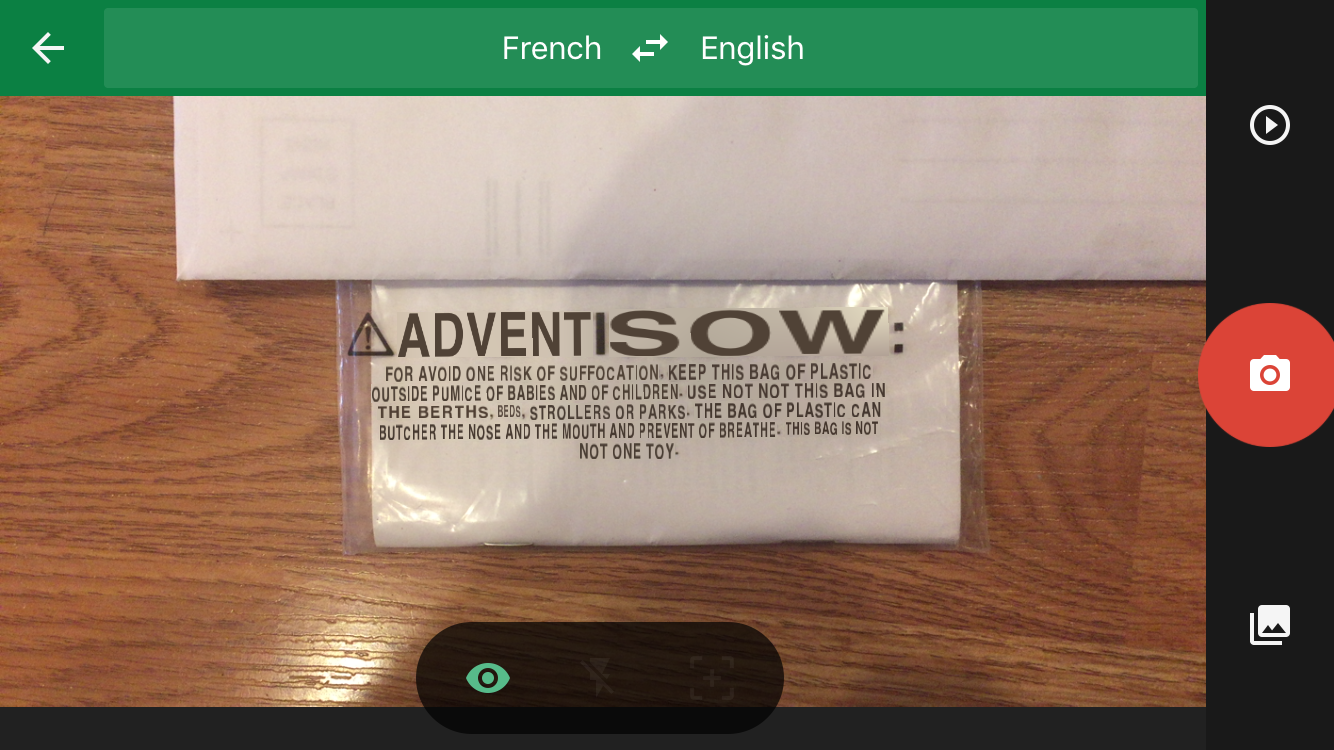 French English
ADVENTISOW:
FOR AVOID ONE RISK OF SUFFOCATION. KEEP THIS BAG OF PLASTIC
OUTSIDE PUMICE OF BABIES AND OF CHILDREN. USE NOT NOT THIS BAG IN
THE BERTHS, BEDS, STROLLERS OR PARKS. THE BAG OF PLASTIC CAN
BUTCHER THE NOSE AND THE MOUTH AND PREVENT OF BREATHE. THIS BAG IS NOT
NOT ONE TOY.